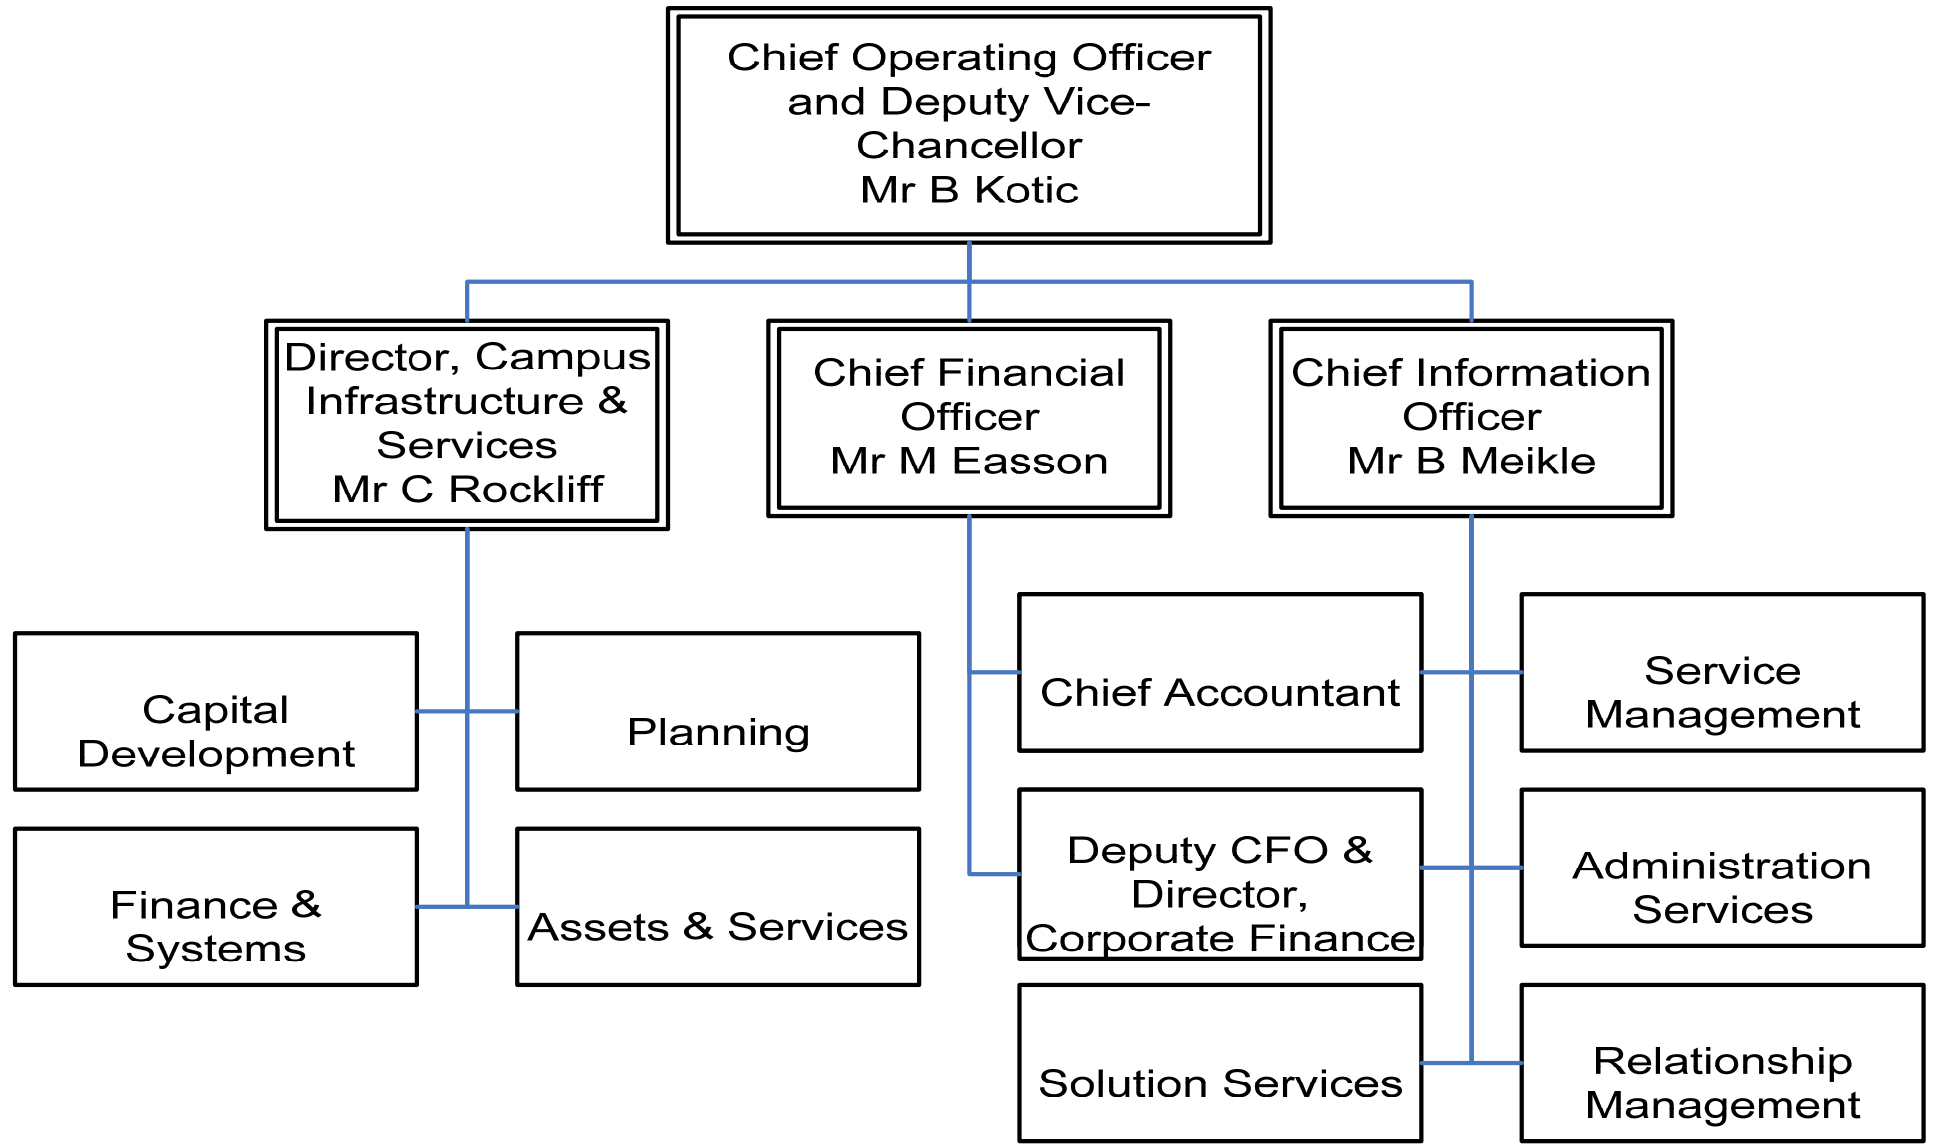 Chief Operating Officer
and Deputy Vice-
Chancellor
Mr B Kotic
Director, Campus
Infrastructure &
Services
Mr C Rockliff
Chief Financial
Officer
Mr M Easson
Chief Information
Officer
Mr B Meikle
Capital
Development
Planning
Finance &
Systems
Assets & Services
Chief Accountant
Deputy CFO &
Director,
Corporate Finance
Solution Services
Service
Management
Administration
Services
Relationship
Management